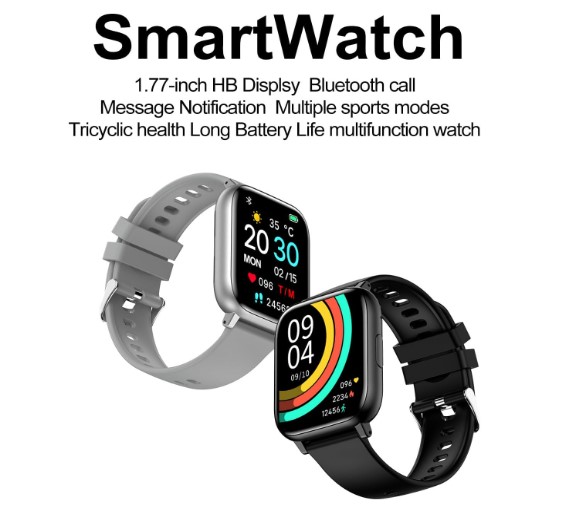 SmartWatch
1.77-inch HB Displsy Bluetooth call
Message Notification Multiple sports modes
Tricyclic health Long Battery Life multifunction watch
35 °C
20 30
MON 02/15
096 T/M
2456
09
04
09/10
096
2234
12456